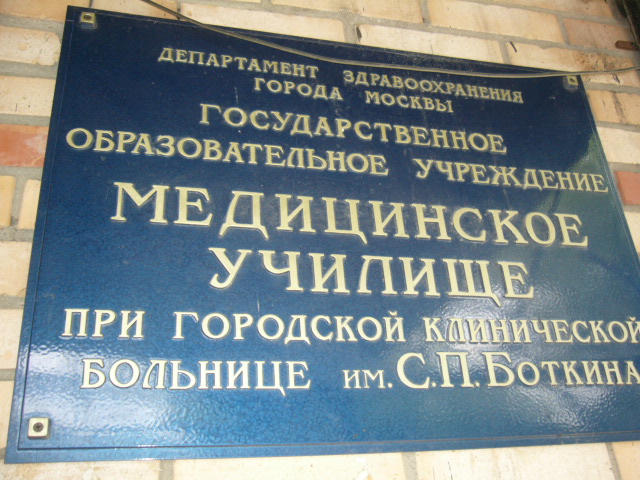 ДЕПАРТАМЕНТ ЗДРАВООХРАНЕНИЯ
ГОРОДА МОСКВЫ
ГОСУДАРСТВЕННОЕ
ОБРАЗОВАТЕЛЬНОЕ УЧРЕЖДЕНИЕ
МЕДИЦИНСКОЕ
УЧИЛИЩЕ
ПРИ ГОРОДСКОЙ КЛИНИЧЕСКОЙ
БОЛЬНИЦЕ ИМ. С.П. БОТКИНА